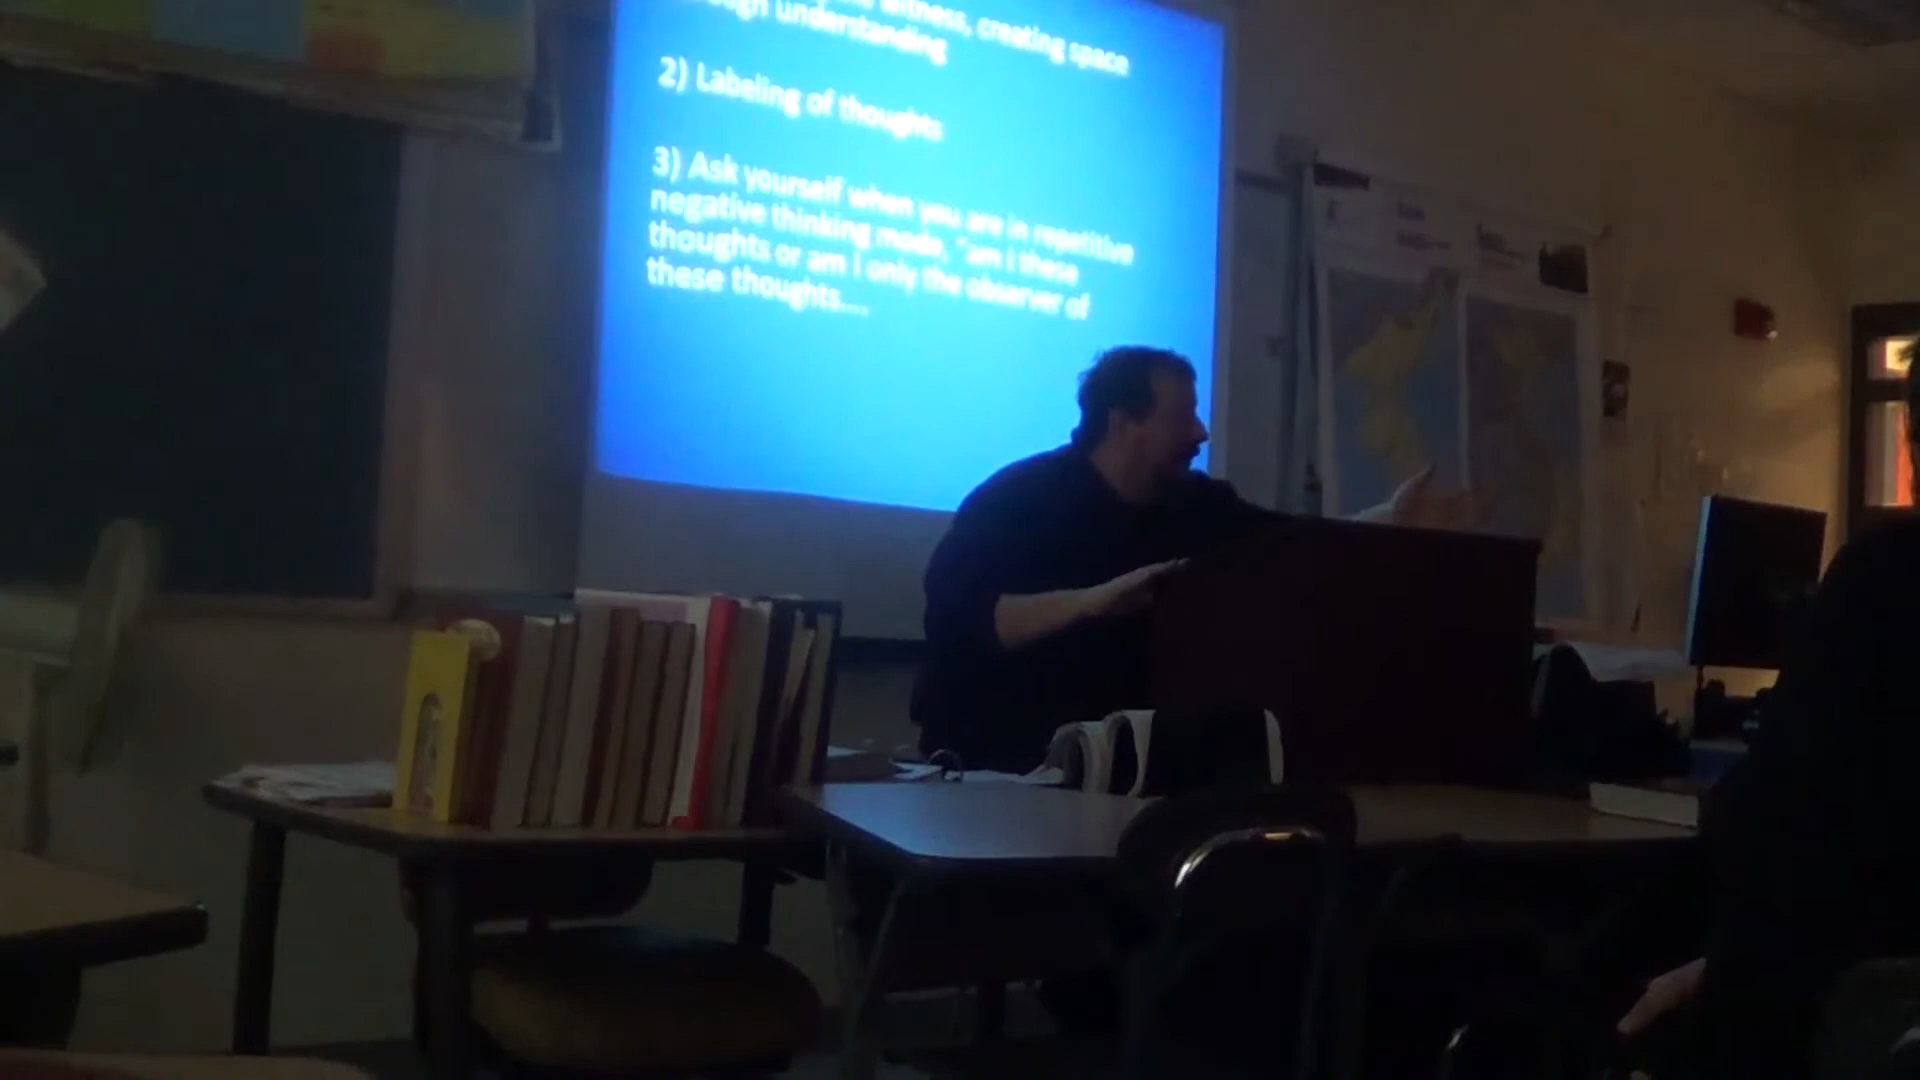 witness, creating space
understanding
2) Labeling of thoughts
3) Ask yourself when you are in repetitive
negative thinking mode, "am I these
thoughts or am I only the observer of
these thoughts....